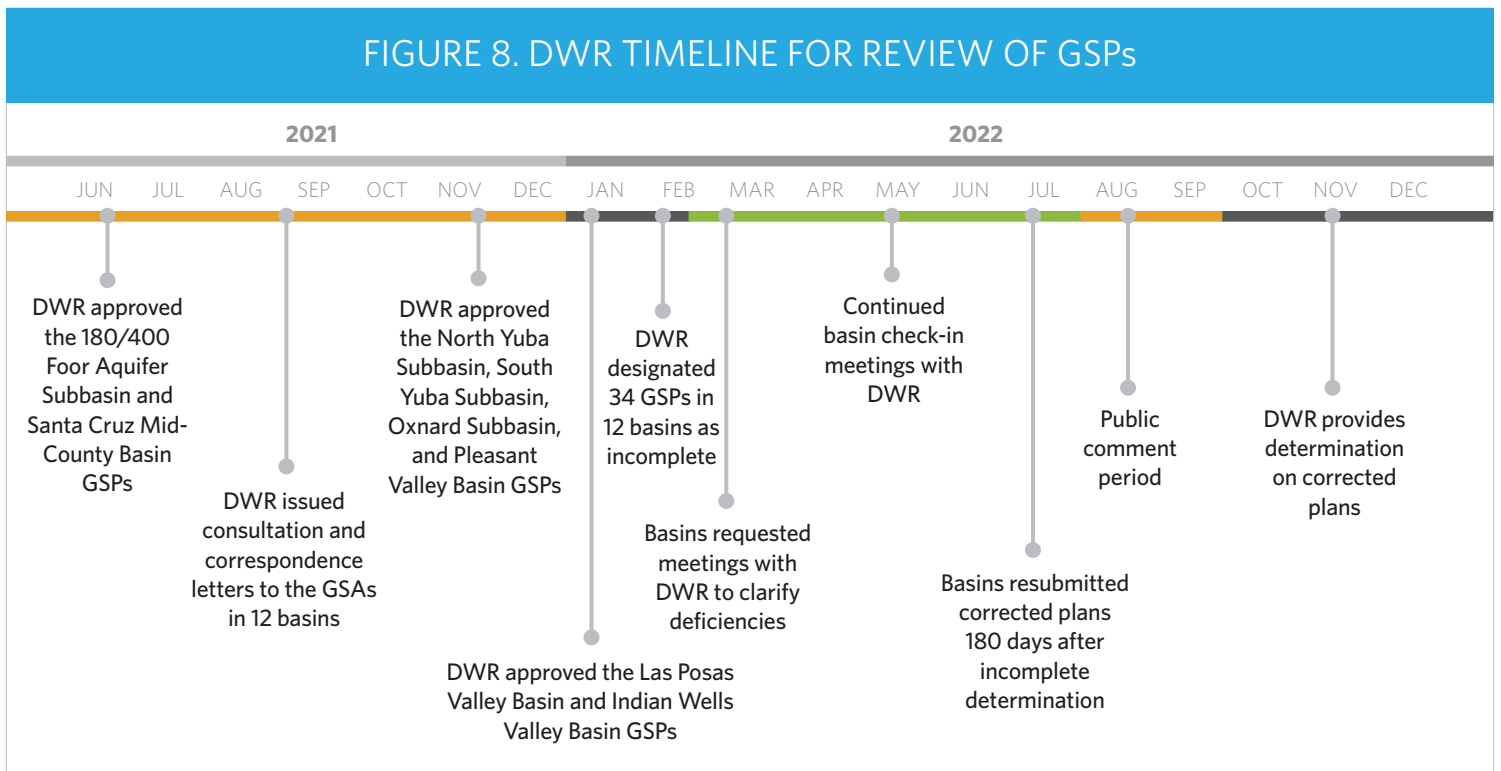 FIGURE 8. DWR TIMELINE FOR REVIEW OF GSPs
2021
2022
JUN JUL AUG SEP OCT NOV DEC JAN FEB MAR APR MAY JUN JUL AUG SEP OCT NOV DEC
DWR approved
the 180/400
Foor Aquifer
Subbasin and
Santa Cruz Mid-
County Basin
GSPs
DWR issued
consultation and
correspondence
letters to the GSAs
in 12 basins
DWR approved
the North Yuba
Subbasin, South
Yuba Subbasin,
Oxnard Subbasin,
and Pleasant
Valley Basin GSPs
DWR approved the Las Posas
Valley Basin and Indian Wells
Valley Basin GSPs
DWR
designated
34 GSPs in
12 basins as
incomplete
Basins requested
meetings with
DWR to clarify
deficiencies
Continued
basin check-in
meetings with
DWR
Basins resubmitted
corrected plans
180 days after
incomplete
determination
Public
comment
period
DWR provides
determination
on corrected
plans